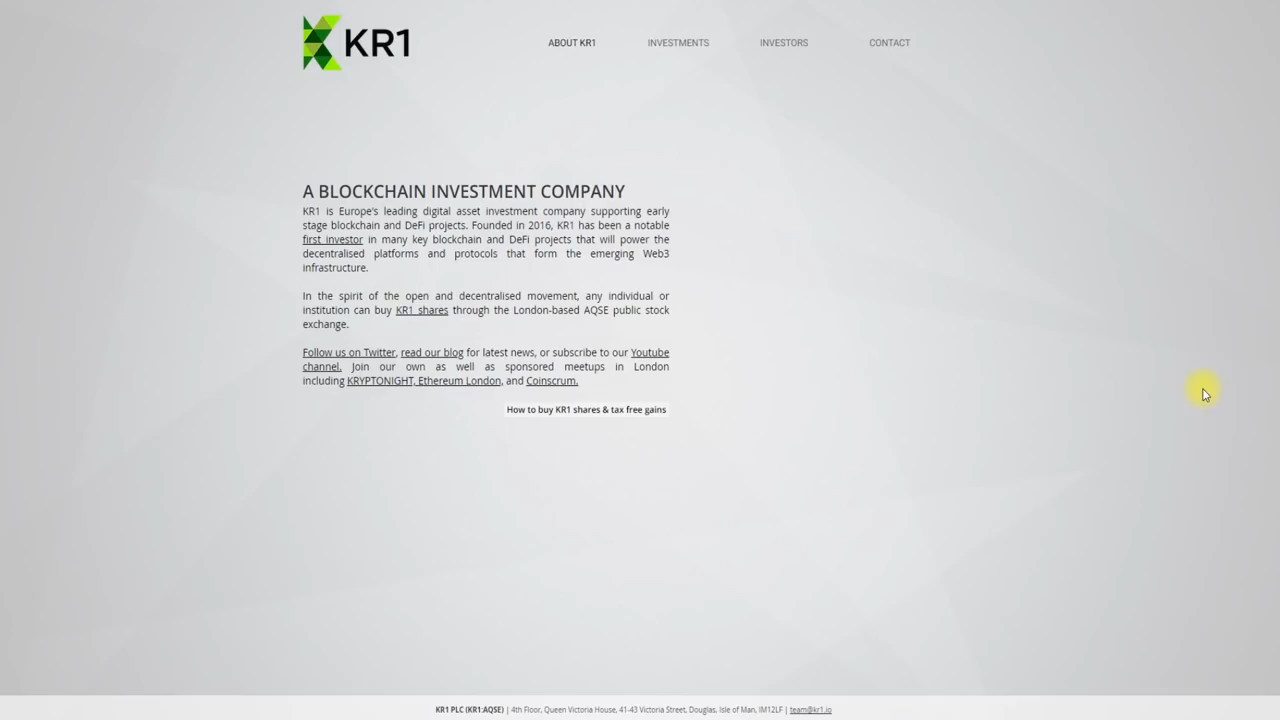 KR1
ABOUT KR1
INVESTMENTS
INVESTORS
CONTACT
A BLOCKCHAIN INVESTMENT COMPANY
KR1 is Europe's leading digital asset investment company supporting early
stage blockchain and DeFi projects. Founded in 2016, KR1 has been a notable
first investor in many key blockchain and DeFi projects that will power the
decentralised platforms and protocols that form the emerging Web3
infrastructure.
In the spirit of the open and decentralised movement, any individual or
institution can buy KR1 shares through the London-based AQSE public stock
exchange.
Follow us on Twitter, read our blog for latest news, or subscribe to our Youtube
channel. Join our own as well as sponsored meetups in London
including KRYPTONIGHT, Ethereum London, and Coinscrum.
How to buy KR1 shares & tax free gains
KR1 PLC (KR1:AQSE) | 4th Floor, Queen Victoria House, 41-43 Victoria Street, Douglas, Isle of Man, IM12LF | team@kr1.io